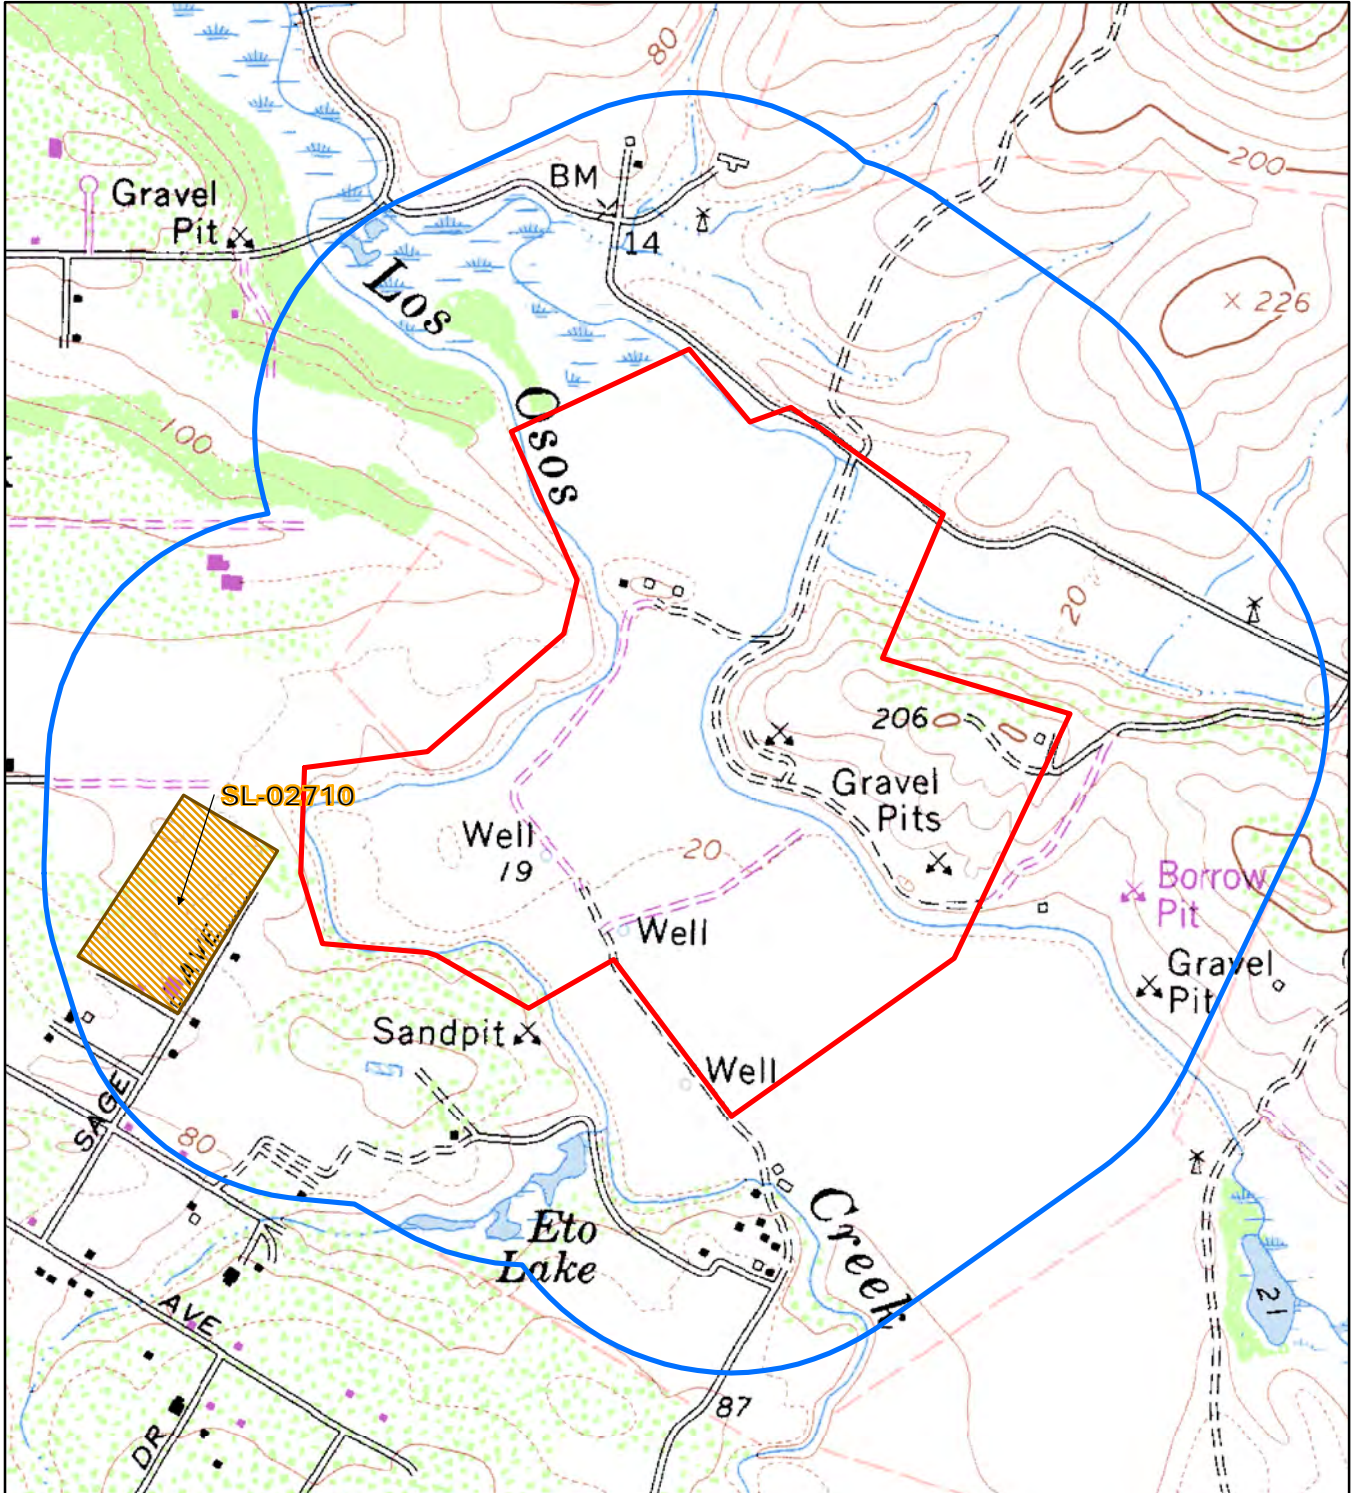 80
200
BM
Gravel
Pit
14
226
Los
Osos
100
20
206
SL-02710
Gravel
Pits
Well
19
20
Borrow
Pit
Well
AVE
Gravel
Pit
Sandpit
Well
SAGE
80
Creek
Eto
Lake
21
AVE
87
DR